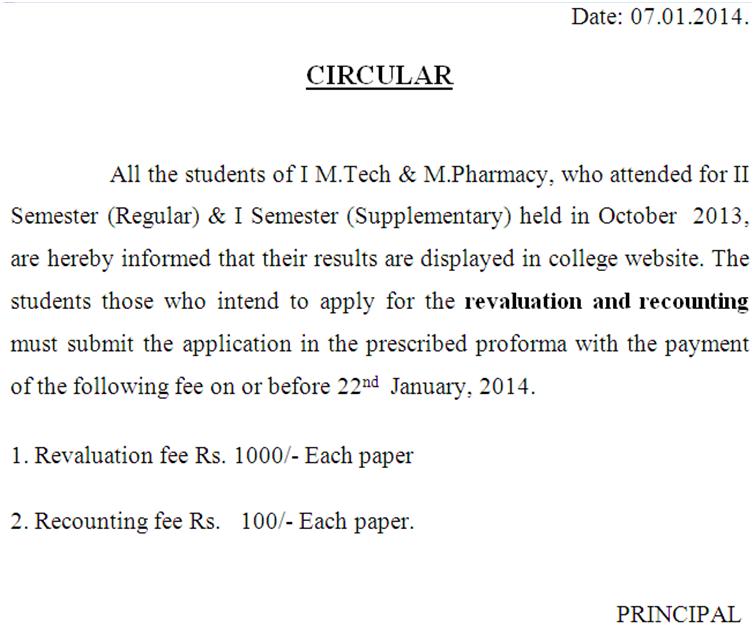 Date: 07.01.2014.
CIRCULAR
All the students of I M.Tech & M.Pharmacy, who attended for II
Semester (Regular) & I Semester (Supplementary) held in October 2013,
are hereby informed that their results are displayed in college website. The
students those who intend to apply for the revaluation and recounting
must submit the application in the prescribed proforma with the payment
of the following fee on or before 22nd January, 2014.
1. Revaluation fee Rs. 1000/- Each paper
2. Recounting fee Rs. 100/- Each paper.
PRINCIPAL